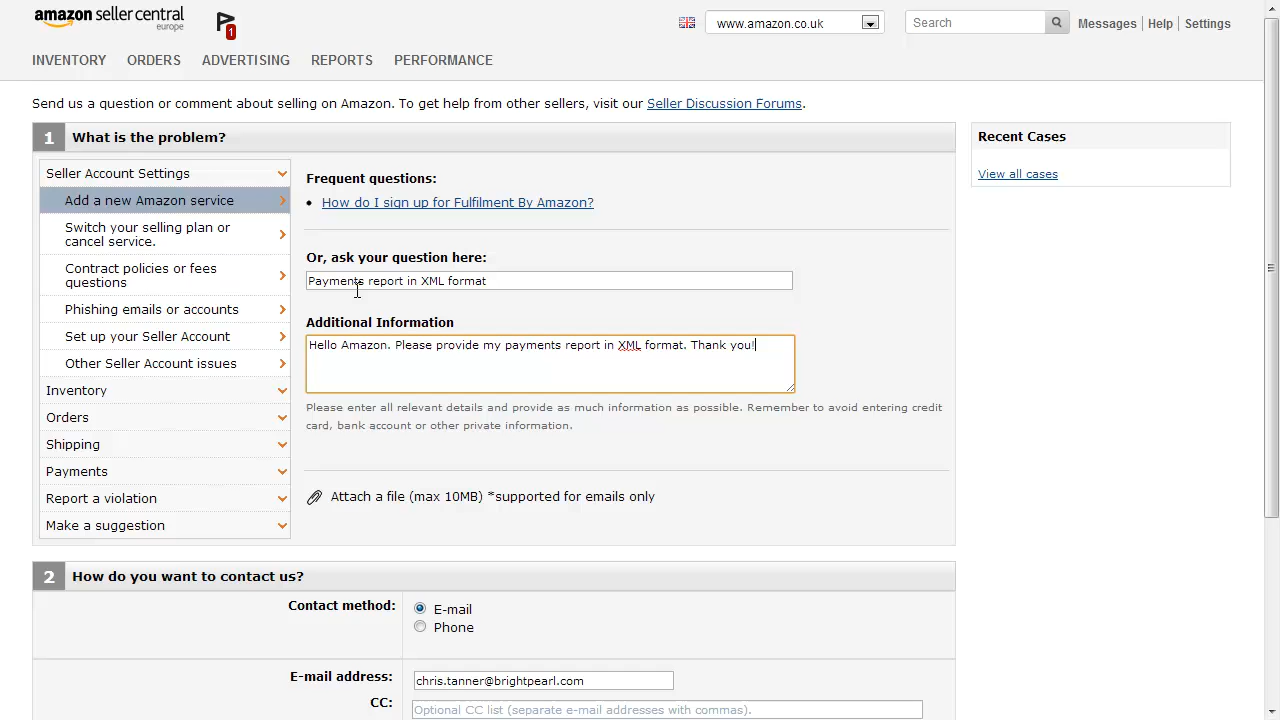 amazon seller central
europe
1
www.amazon.co.uk
Search
Messages
Help
Settings
INVENTORY
ORDERS
ADVERTISING
REPORTS
PERFORMANCE
Send us a question or comment about selling on Amazon. To get help from other sellers, visit our Seller Discussion Forums.
1
What is the problem?
Seller Account Settings
Add a new Amazon service
Switch your selling plan or
cancel service.
Contract policies or fees
questions
Phishing emails or accounts
Set up your Seller Account
Other Seller Account issues
Inventory
Orders
Shipping
Payments
Report a violation
Make a suggestion
Frequent questions:
• How do I sign up for Fulfilment By Amazon?
Or, ask your question here:
Payments report in XML format
Additional Information
Hello Amazon. Please provide my payments report in XML format. Thank you!
Please enter all relevant details and provide as much information as possible. Remember to avoid entering credit
card, bank account or other private information.
Attach a file (max 10MB) *supported for emails only
Recent Cases
View all cases
2
How do you want to contact us?
Contact method:
E-mail
Phone
E-mail address:
chris.tanner@brightpearl.com
CC:
Optional CC list (separate e-mail addresses with commas).